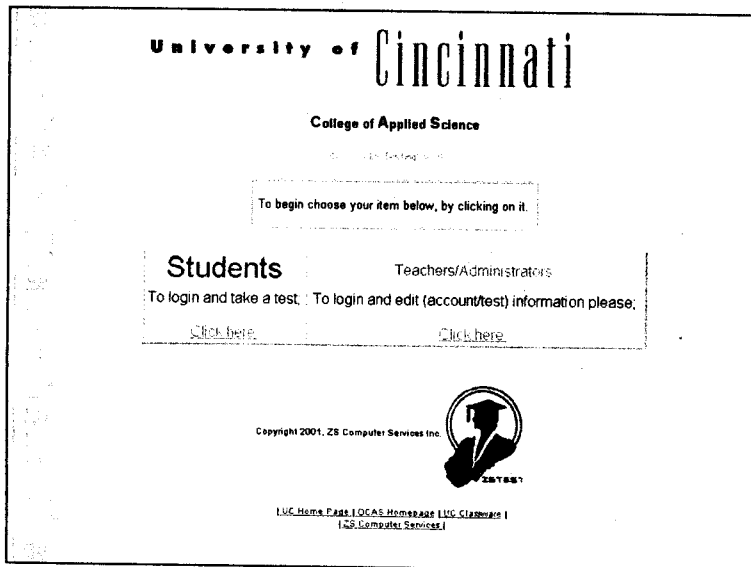 University of Cincinnati
College of Applied Science
Testing
To begin choose your item below, by clicking on it.
Students
Teachers/Administrators
To login and take a test,
To login and edit (account/test) information please;
Click here
Click here
Copyright 2001, ZS Computer Services Inc.
ZSTEST
| UC Home Page | OCAS Homepage | UC Classware |
| ZS Computer Services |